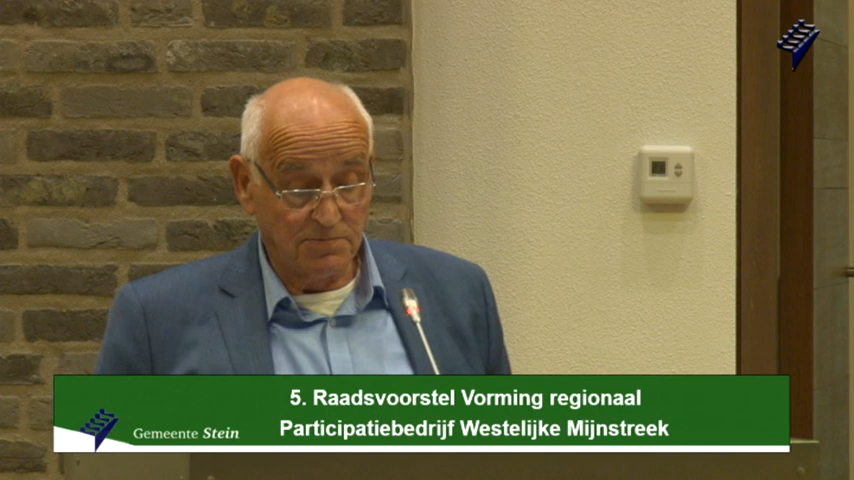 5. Raadsvoorstel Vorming regionaal
Participatiebedrijf Westelijke Mijnstreek
Gemeente Stein